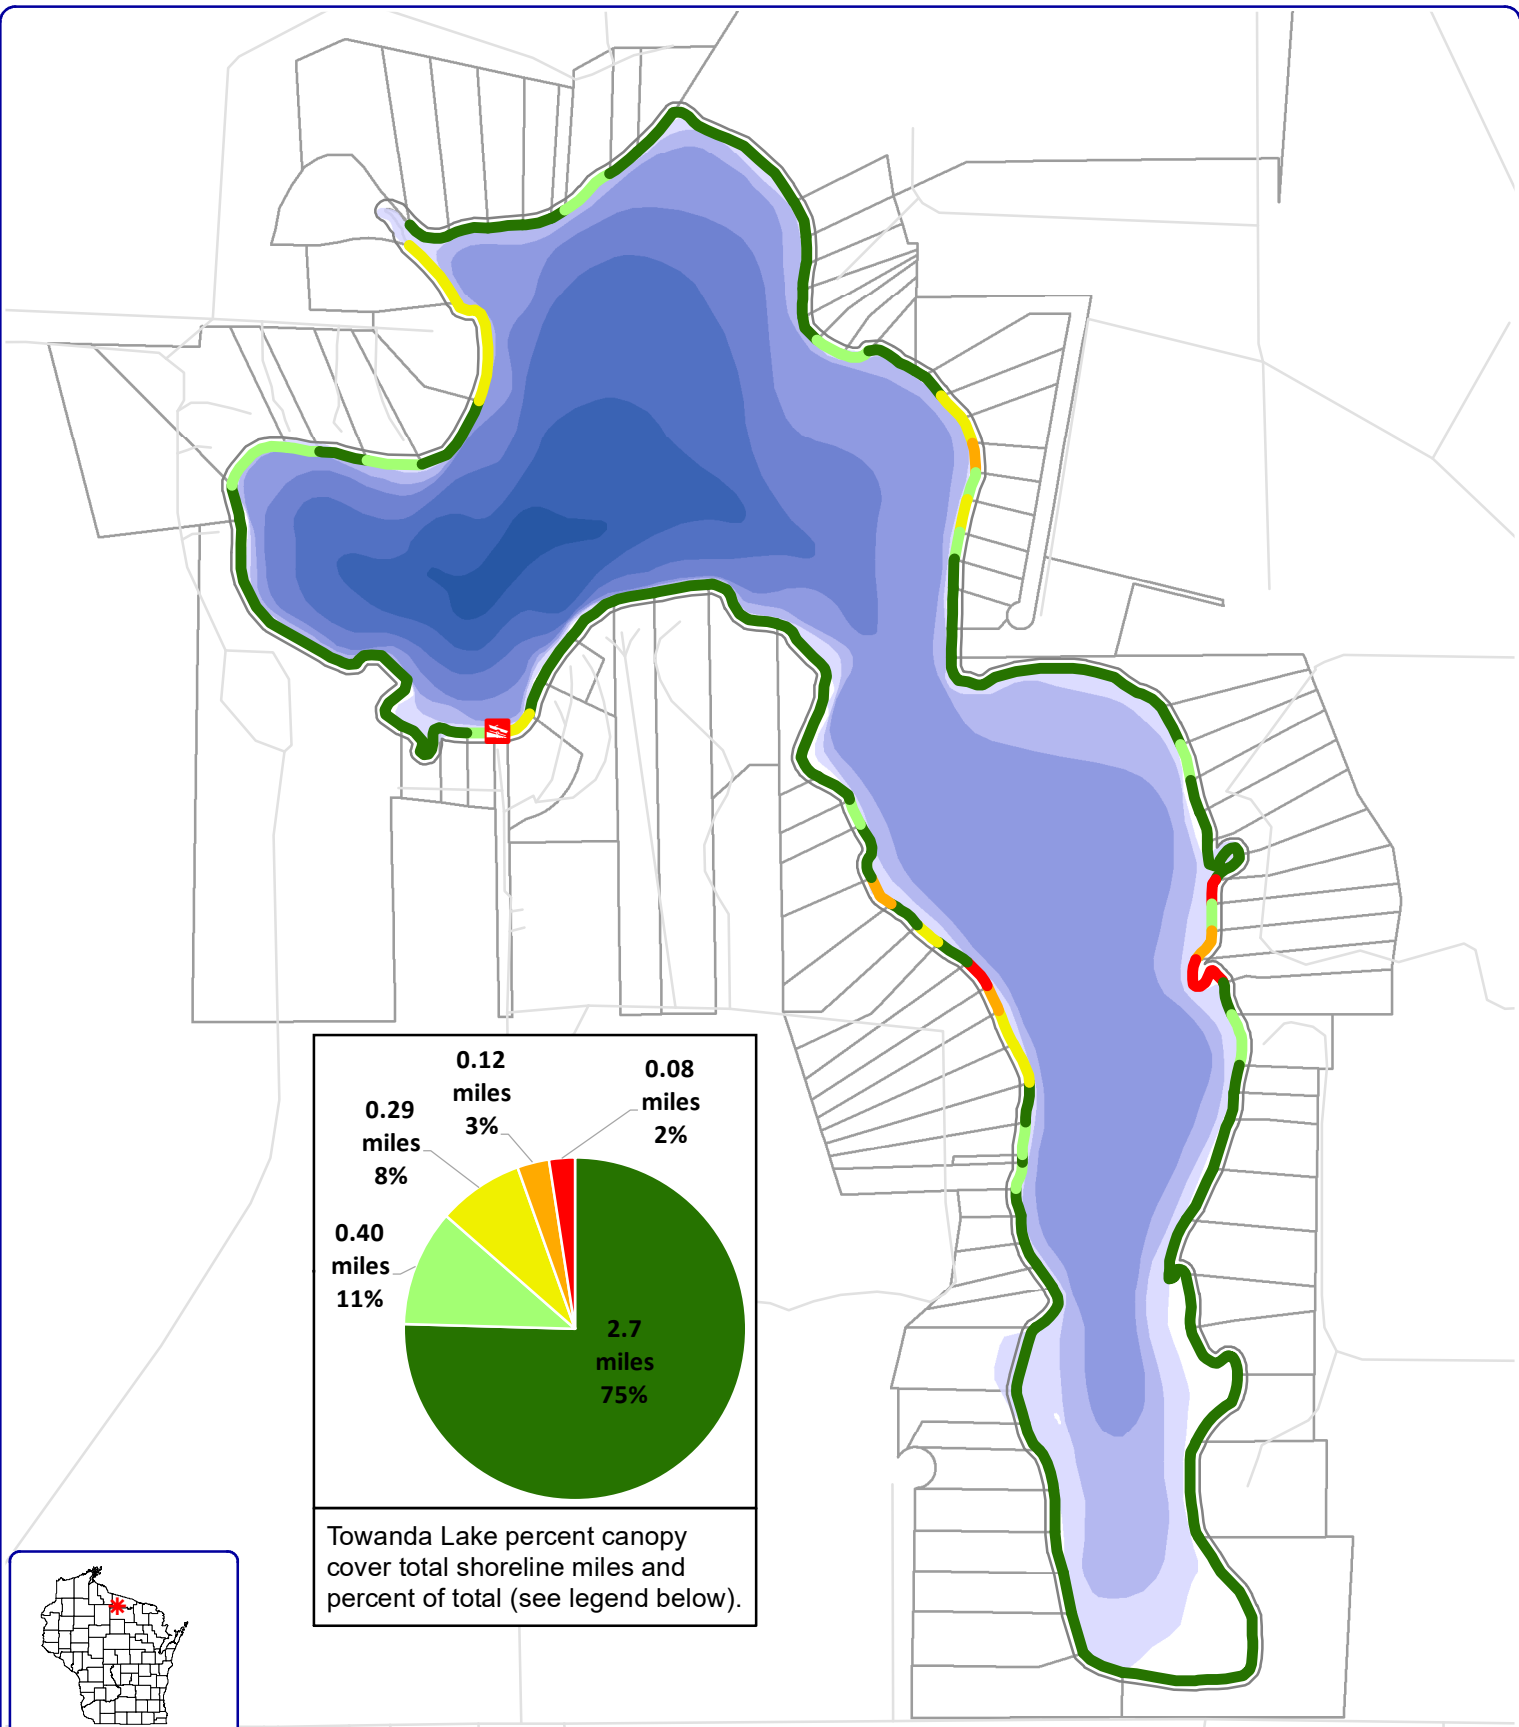 0.12
miles
3%
0.08
miles
2%
0.29
miles
8%
0.40
miles
11%
2.7
miles
75%
Towanda Lake percent canopy
cover total shoreline miles and
percent of total (see legend below).